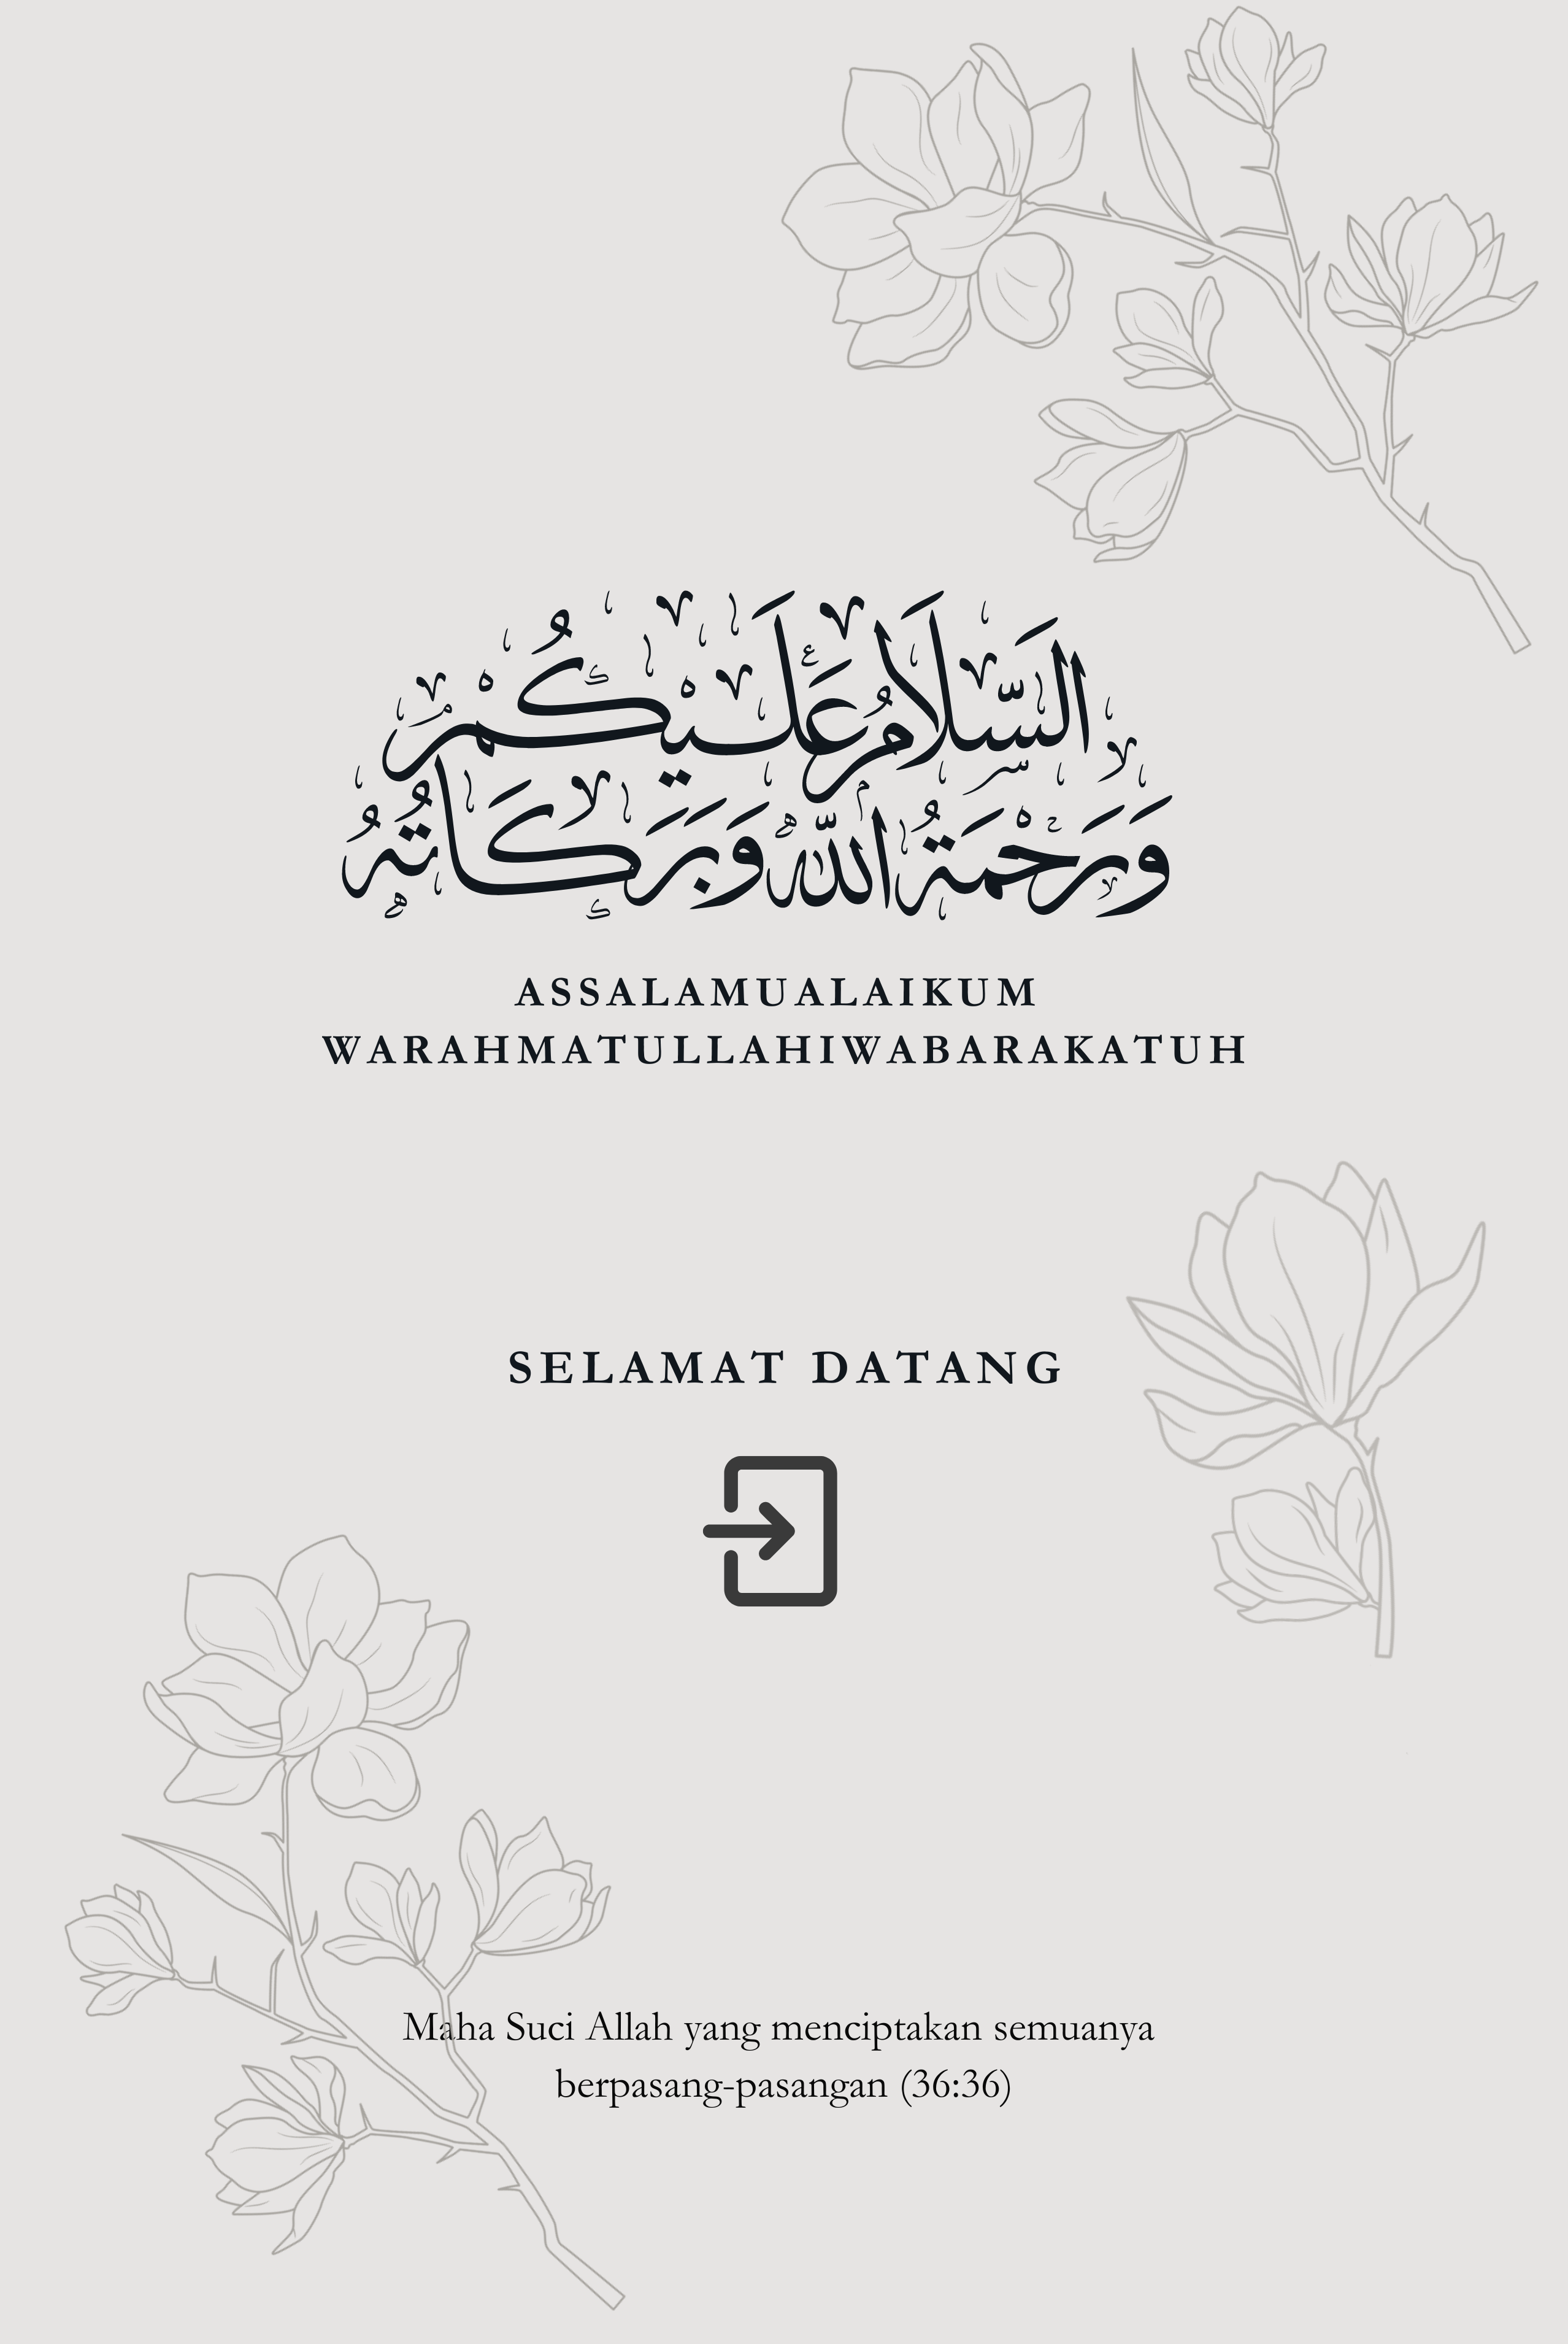 السَّلَامُ عَلَيْكُمْ
وَرَحْمَةُ اللهِ وَبَرَكَاتُهُ
ASSALAMUALAIKUM
WARAHMATULLAHIWABARAKATUH
SELAMAT DATANG
Maha Suci Allah yang menciptakan semuanya
berpasang-pasangan (36:36)